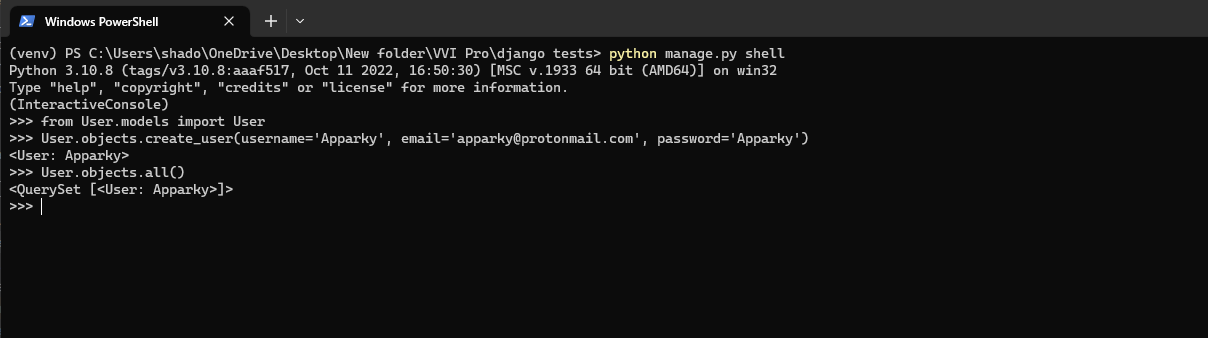 Windows PowerShell
(venv) PS C:\Users\shado\OneDrive\Desktop\New folder\VVI Pro\django tests> python manage.py shell
Python 3.10.8 (tags/v3.10.8:aaaf517, Oct 11 2022, 16:50:30) [MSC v.1933 64 bit (AMD64)] on win32
Type "help", "copyright", "credits" or "license" for more information.
(InteractiveConsole)
>>> from User.models import User
>>> User.objects.create_user(username='Apparky', email='apparky@protonmail.com', password='Apparky')
<User: Apparky>
>>> User.objects.all()
<QuerySet [<User: Apparky>]>
>>>